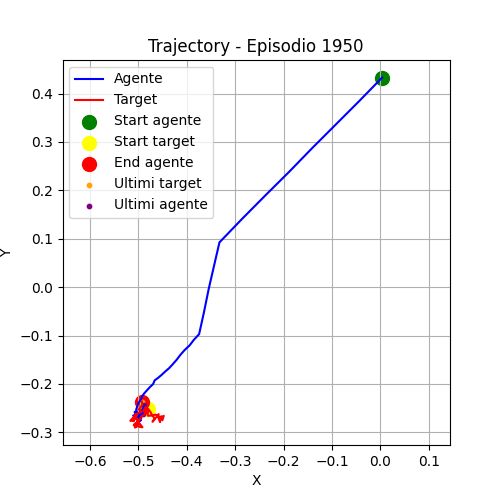 Trajectory - Episodio 1950
Agente
Target
Start agente
Start target
End agente
Ultimi target
Ultimi agente
Y
0.4
0.3
0.2
0.1
0.0
−0.1
−0.2
−0.3
−0.6 −0.5 −0.4 −0.3 −0.2 −0.1 0.0 0.1
X